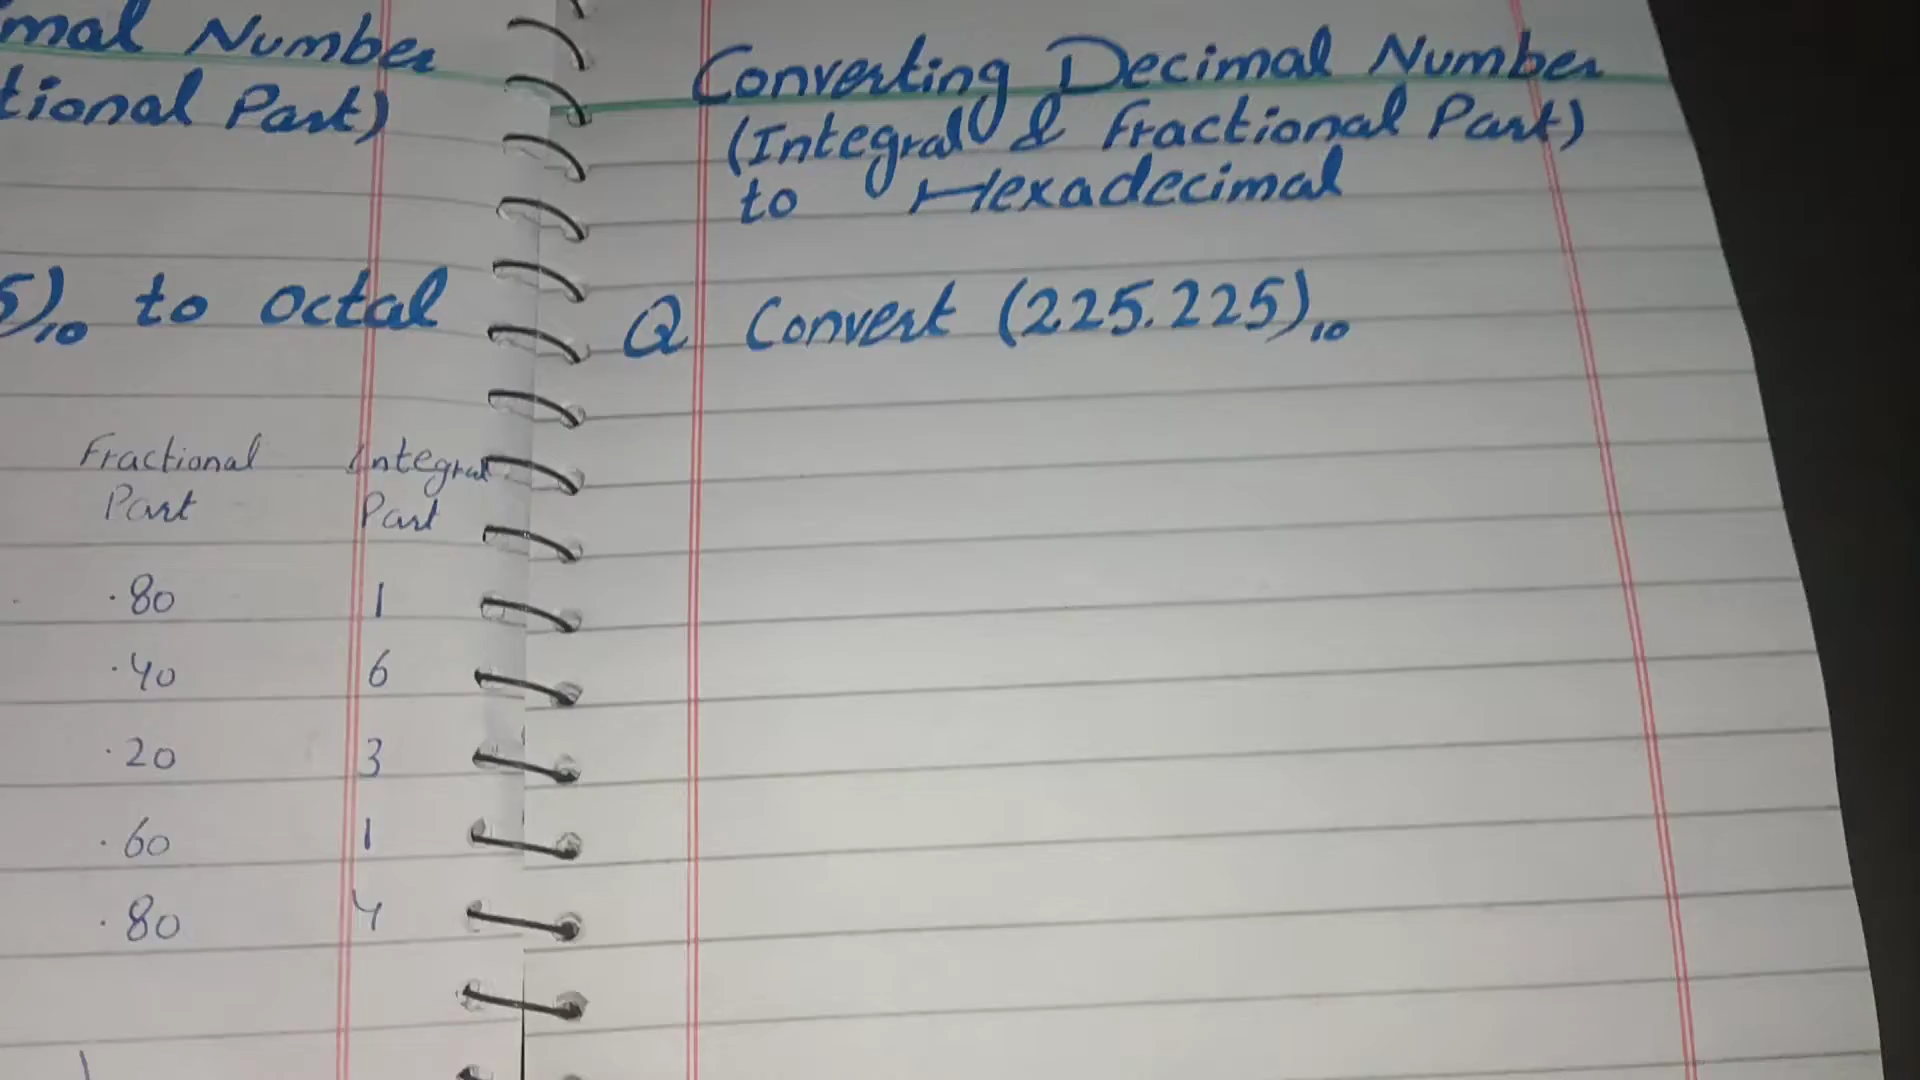 mal Number
tional Part)
5)10 to Octal
Fractional Integral
Part Part
.80 1
.40 6
.20 3
.60 1
.80 4
Converting Decimal Number
(Integral & Fractional Part)
to Hexadecimal
Q Convert (225.225)10